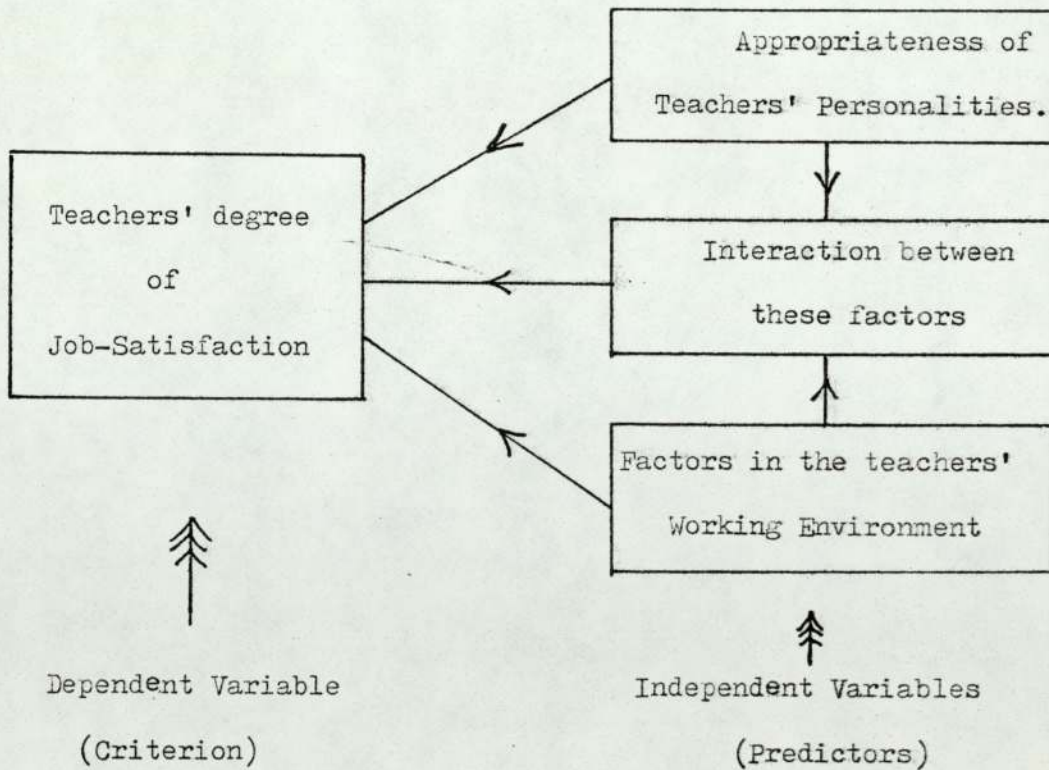 Appropriateness of
Teachers' Personalities.
Teachers' degree
of
Job-Satisfaction
Interaction between
these factors
Factors in the teachers'
Working Environment
Dependent Variable
(Criterion)
Independent Variables
(Predictors)